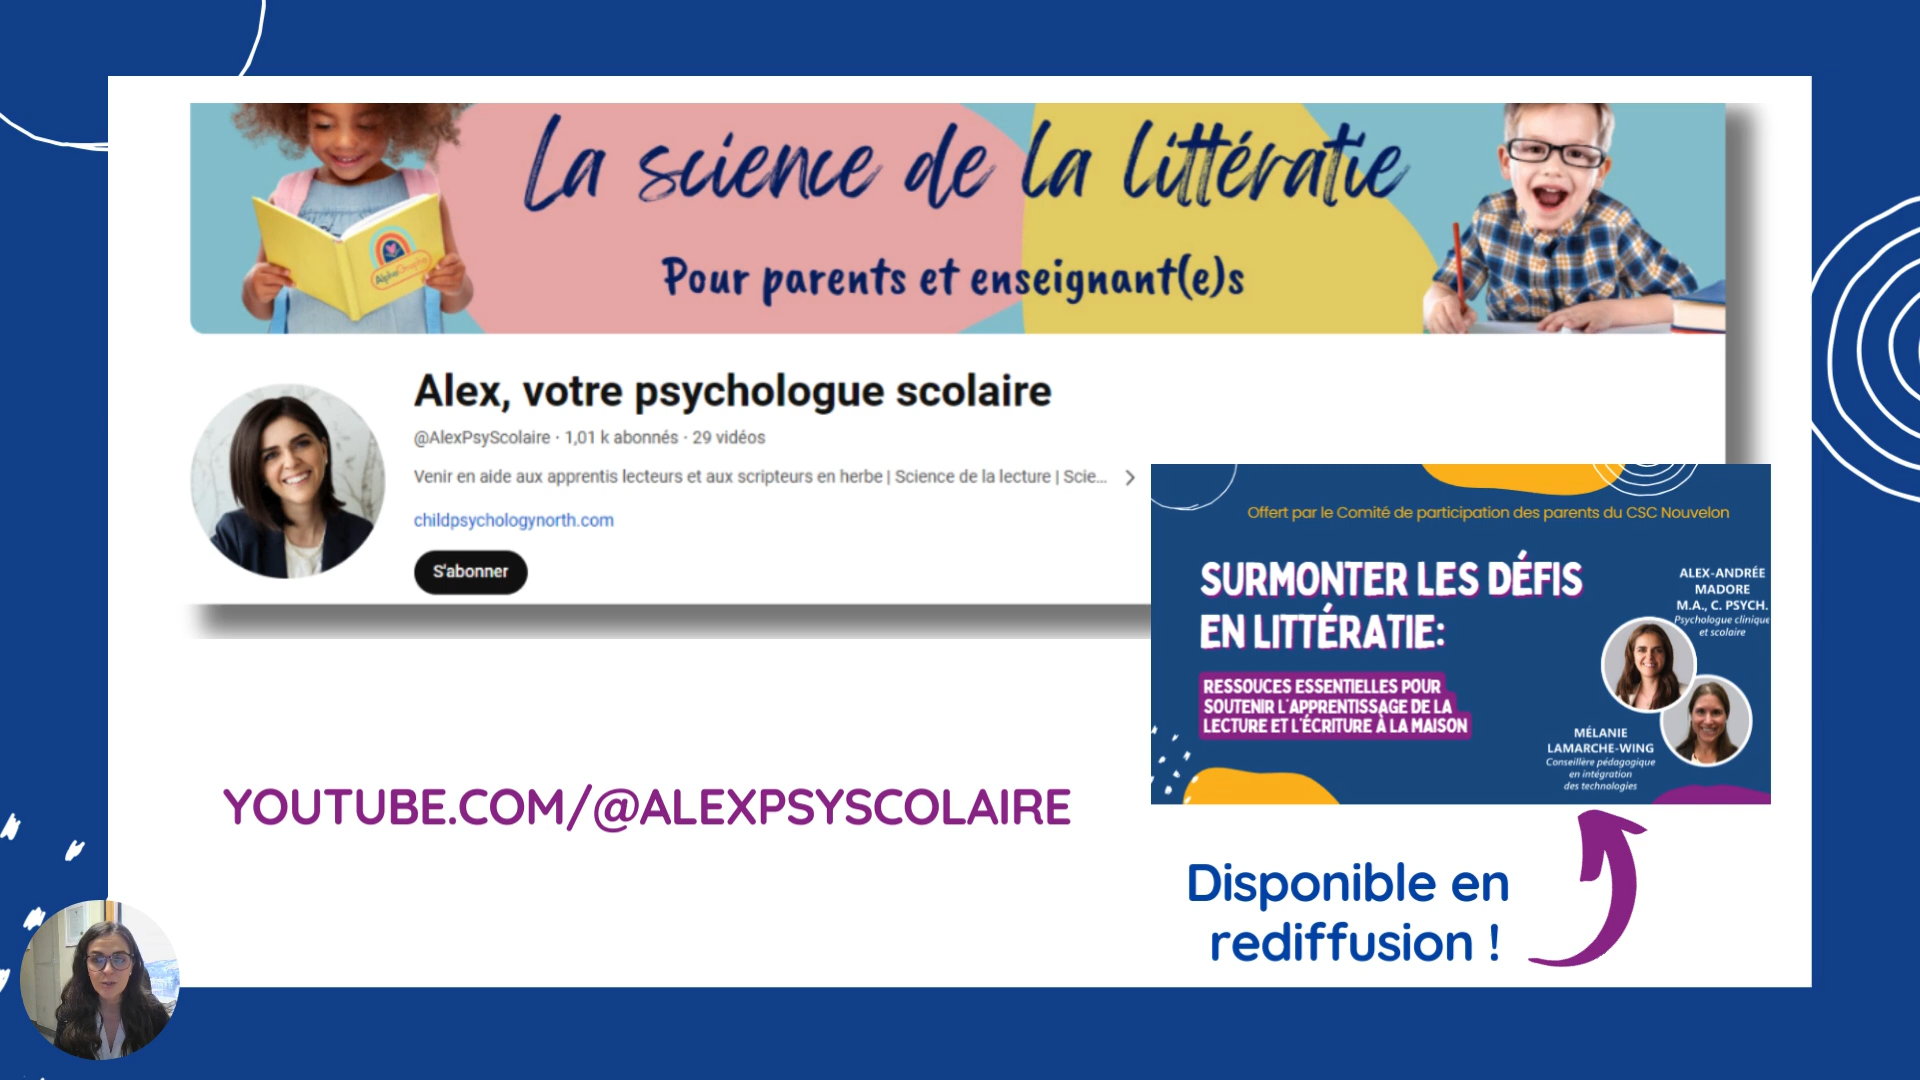 La science de la littératie
Pour parents et enseignant(e)s
AlphaGraphe
Alex, votre psychologue scolaire
@AlexPsyScolaire · 1,01 k abonnés · 29 vidéos
Venir en aide aux apprentis lecteurs et aux scripteurs en herbe | Science de la lecture | Scie...
childpsychologynorth.com
S'abonner
Offert par le Comité de participation des parents du CSC Nouvelon
SURMONTER LES DÉFIS
EN LITTÉRATIE:
RESSOUCES ESSENTIELLES POUR
SOUTENIR L'APPRENTISSAGE DE LA
LECTURE ET L'ÉCRITURE À LA MAISON
ALEX-ANDRÉE
MADORE
M.A., C. PSYCH.
Psychologue clinique
et scolaire
MÉLANIE
LAMARCHE-WING
Conseillère pédagogique
en intégration
des technologies
YOUTUBE.COM/@ALEXPSYSCOLAIRE
Disponible en
rediffusion !